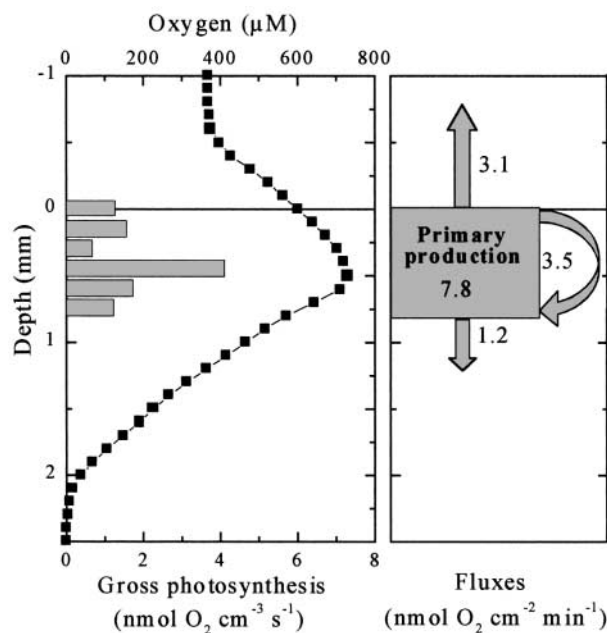 Oxygen (µM)
0 200 400 600 800
-1
0
1
2
Depth (mm)
0 2 4 6 8
Gross photosynthesis
(nmol O₂ cm⁻³ s⁻¹)
3.1
Primary
production
7.8
3.5
1.2
Fluxes
(nmol O₂ cm⁻² min⁻¹)